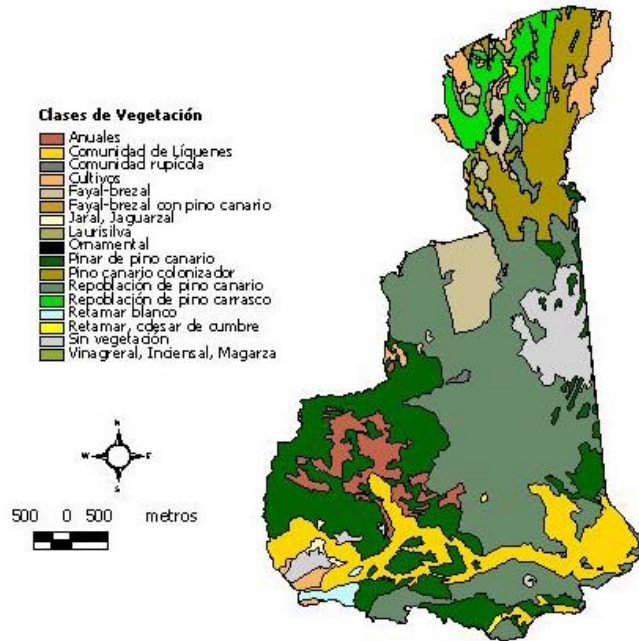 Clases de Vegetación
Anuales
Comunidad de Líquenes
Comunidad rupícola
Cultivos
Fayal-brezal
Fayal-brezal con pino canario
Jaral, Jaguarzal
Laurisilva
Ornamental
Pinar de pino canario
Pino canario colonizador
Repoblación de pino canario
Repoblación de pino carrasco
Retamar blanco
Retamar, codesar de cumbre
Sin vegetación
Vinagreral, Inciensal, Magarza
N
W E
S
500 0 500 metros